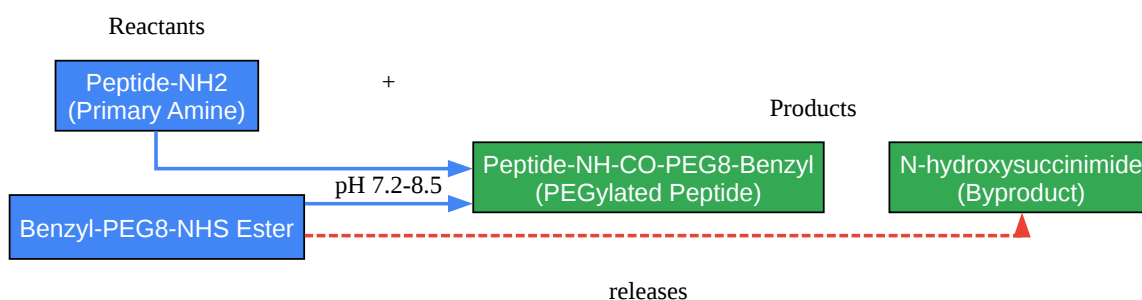 Reactants
Peptide-NH2
(Primary Amine)
+
Products
Peptide-NH-CO-PEG8-Benzyl
(PEGylated Peptide)
N-hydroxysuccinimide
(Byproduct)
pH 7.2-8.5
Benzyl-PEG8-NHS Ester
releases